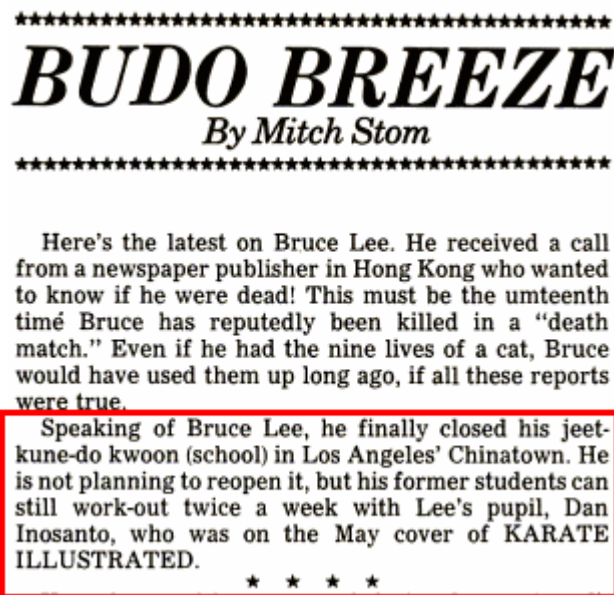 ★★★★★★★★★★★★★★★★★★★★★★★★★★★★★★★★★★★★★★★★★★★
BUDO BREEZE
By Mitch Stom
★★★★★★★★★★★★★★★★★★★★★★★★★★★★★★★★★★★★★★★★★★★
Here's the latest on Bruce Lee. He received a call
from a newspaper publisher in Hong Kong who wanted
to know if he were dead! This must be the umteenth
timé Bruce has reputedly been killed in a “death
match.” Even if he had the nine lives of a cat, Bruce
would have used them up long ago, if all these reports
were true.
Speaking of Bruce Lee, he finally closed his jeet-
kune-do kwoon (school) in Los Angeles' Chinatown. He
is not planning to reopen it, but his former students can
still work-out twice a week with Lee's pupil, Dan
Inosanto, who was on the May cover of KARATE
ILLUSTRATED.
★ ★ ★ ★